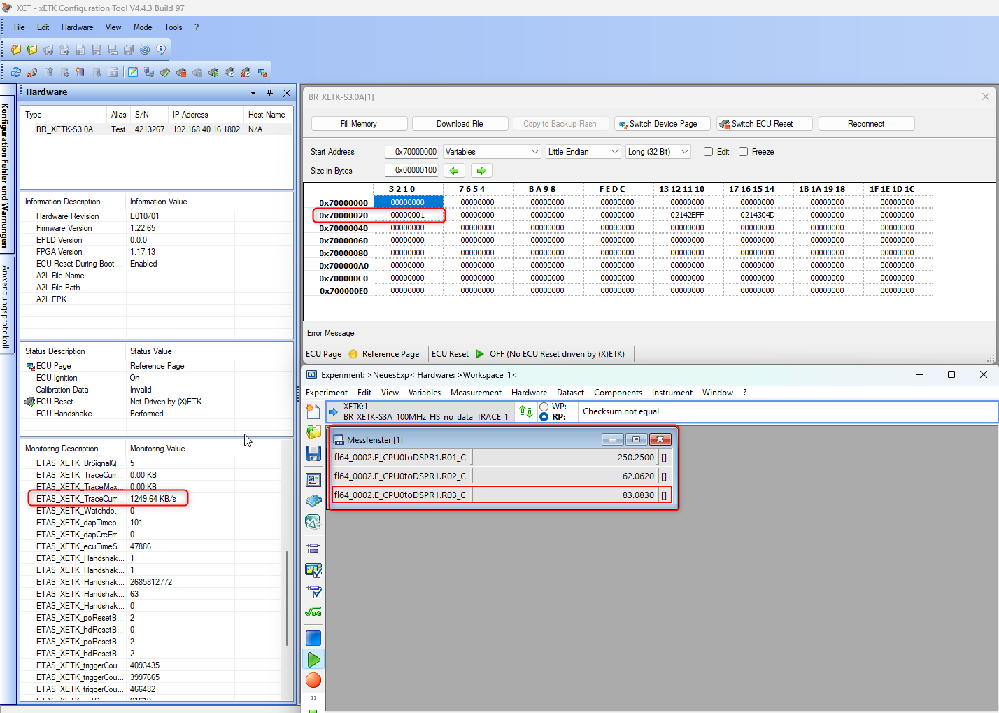 XCT - xETK Configuration Tool V4.4.3 Build 97
File Edit Hardware View Mode Tools ?
Konfiguration Fehler und Warnungen
Anwendungsprotokoll
Hardware
Type Alias S/N IP Address Host Name
BR_XETK-S3.0A Test 4213267 192.168.40.16:1802 N/A
Information Description Information Value
Hardware Revision E010/01
Firmware Version 1.22.65
EPLD Version 0.0.0
FPGA Version 1.17.13
ECU Reset During Boot ... Enabled
A2L File Name
A2L File Path
A2L EPK
Status Description Status Value
ECU Page Reference Page
ECU Ignition On
Calibration Data Invalid
ECU Reset Not Driven by (X)ETK
ECU Handshake Performed
Monitoring Description Monitoring Value
ETAS_XETK_BrSignalQ... 5
ETAS_XETK_TraceCurr... 0.00 KB
ETAS_XETK_TraceMax... 0.00 KB
ETAS_XETK_TraceCurr... 1249.64 KB/s
ETAS_XETK_Watchdo... 0
ETAS_XETK_dapTimeo... 101
ETAS_XETK_dapCrcErr... 0
ETAS_XETK_ecuTimeS... 47886
ETAS_XETK_Handshak... 1
ETAS_XETK_Handshak... 1
ETAS_XETK_Handshak... 2685812772
ETAS_XETK_Handshak... 63
ETAS_XETK_Handshak... 0
ETAS_XETK_poResetB... 2
ETAS_XETK_hdResetB... 0
ETAS_XETK_poResetB... 2
ETAS_XETK_hdResetB... 2
ETAS_XETK_triggerCou... 4093435
ETAS_XETK_triggerCou... 3997665
ETAS_XETK_triggerCou... 466482
BR_XETK-S3.0A[1]
Fill Memory Download File Copy to Backup Flash Switch Device Page Switch ECU Reset Reconnect
Start Address 0x70000000 Variables Little Endian Long (32 Bit) Edit Freeze
Size in Bytes 0x00000100
3 2 1 0 7 6 5 4 B A 9 8 F E D C 13 12 11 10 17 16 15 14 1B 1A 19 18 1F 1E 1D 1C
0x70000000 00000000 00000000 00000000 00000000 00000000 00000000 00000000 00000000
0x70000020 00000001 00000000 00000000 00000000 02142EFF 0214304D 00000000 00000000
0x70000040 00000000 00000000 00000000 00000000 00000000 00000000 00000000 00000000
0x70000060 00000000 00000000 00000000 00000000 00000000 00000000 00000000 00000000
0x70000080 00000000 00000000 00000000 00000000 00000000 00000000 00000000 00000000
0x700000A0 00000000 00000000 00000000 00000000 00000000 00000000 00000000 00000000
0x700000C0 00000000 00000000 00000000 00000000 00000000 00000000 00000000 00000000
0x700000E0 00000000 00000000 00000000 00000000 00000000 00000000 00000000 00000000
Error Message
ECU Page Reference Page ECU Reset OFF (No ECU Reset driven by (X)ETK)
Experiment: >NeuesExp< Hardware: >Workspace_1<
Experiment Edit View Variables Measurement Hardware Dataset Components Instrument Window ?
XETK:1 WP:
BR_XETK-S3A_100MHz_HS_no_data_TRACE_1 RP: Checksum not equal
Messfenster [1]
fl64_0002.E_CPU0toDSPR1.R01_C 250.2500 []
fl64_0002.E_CPU0toDSPR1.R02_C 62.0620 []
fl64_0002.E_CPU0toDSPR1.R03_C 83.0830 []